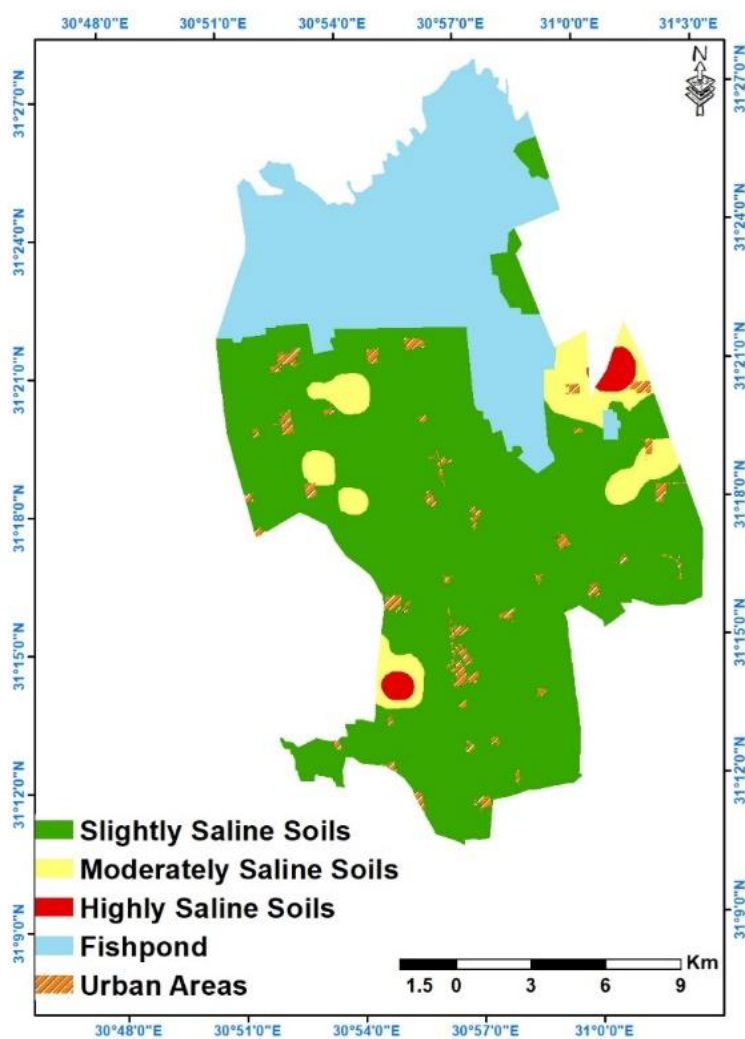 30°48'0"E 30°51'0"E 30°54'0"E 30°57'0"E 31°0'0"E 31°3'0"E
N
31°27'0"N 31°27'0"N
31°24'0"N 31°24'0"N
31°21'0"N 31°21'0"N
31°18'0"N 31°18'0"N
31°15'0"N 31°15'0"N
31°12'0"N 31°12'0"N
31°9'0"N 31°9'0"N
Slightly Saline Soils
Moderately Saline Soils
Highly Saline Soils
Fishpond
Urban Areas
Km
1.5 0 3 6 9
30°48'0"E 30°51'0"E 30°54'0"E 30°57'0"E 31°0'0"E